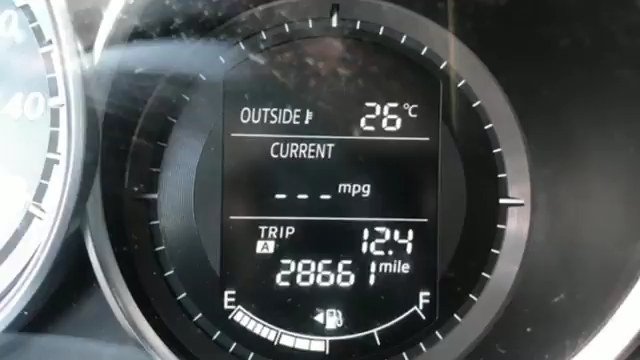 40
OUTSIDE 26°C
CURRENT
--- mpg
TRIP
A 12.4
28661 mile
E F